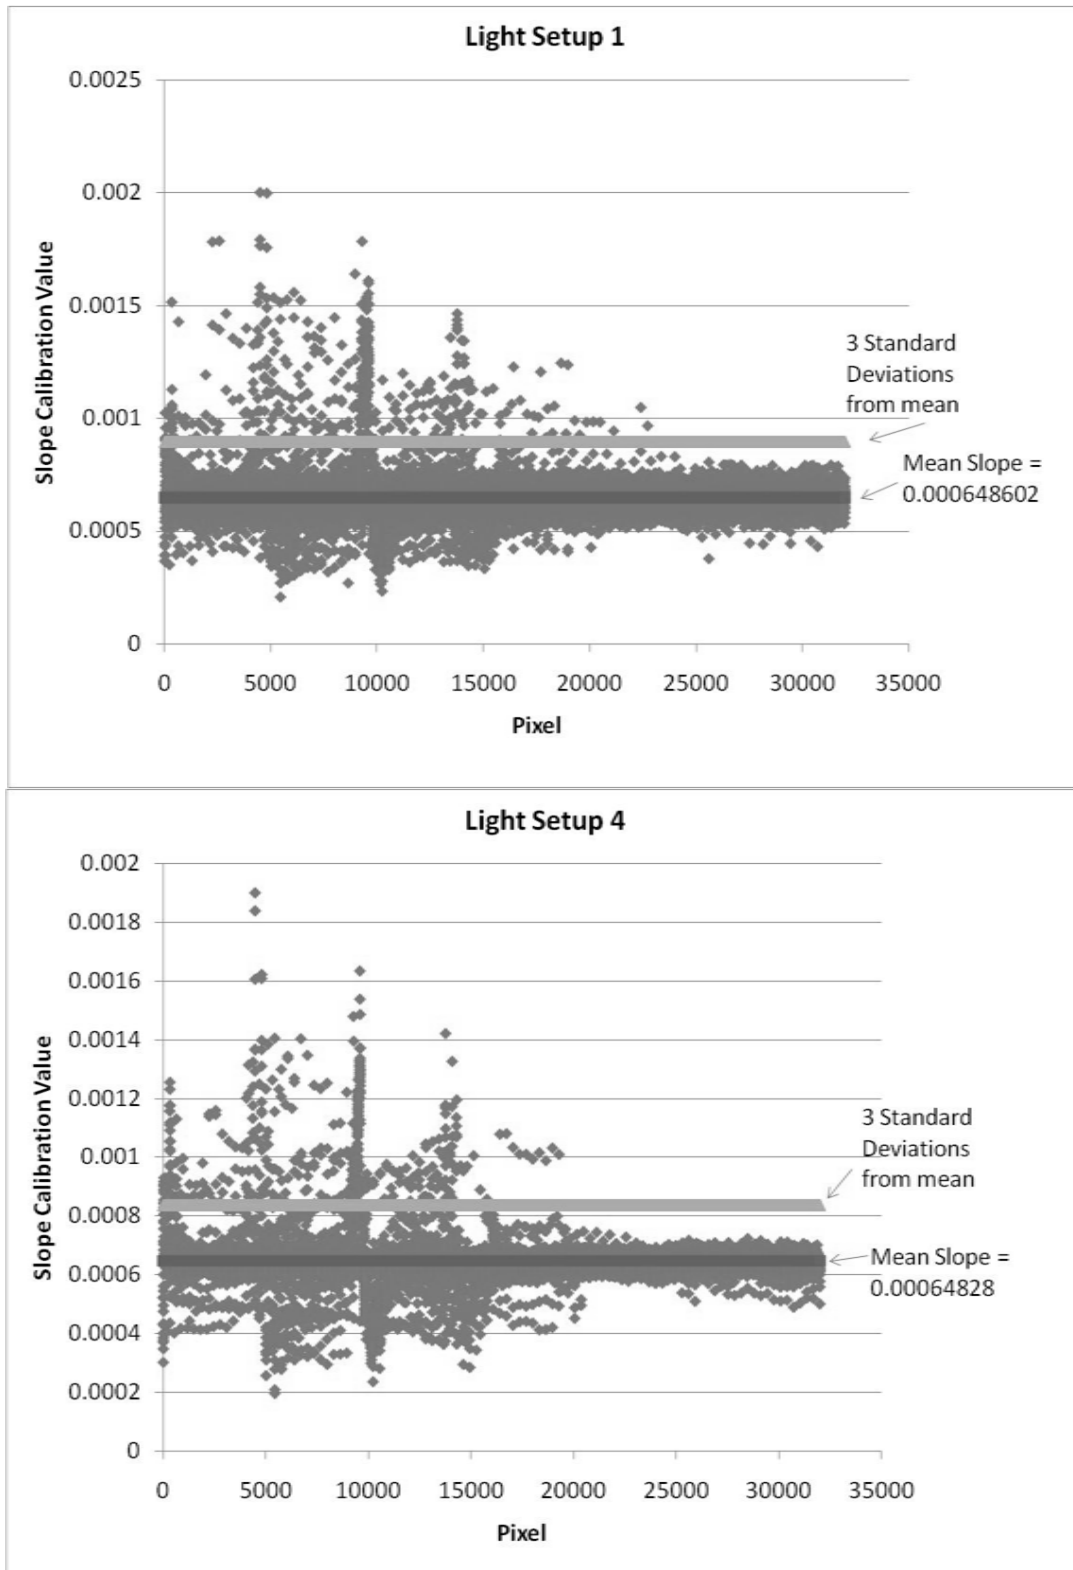 Light Setup 1
0.0025
0.002
0.0015
0.001
0.0005
0
Slope Calibration Value
0
5000
10000
15000
20000
25000
30000
35000
Pixel
3 Standard
Deviations
from mean
Mean Slope =
0.000648602
Light Setup 4
0.002
0.0018
0.0016
0.0014
0.0012
0.001
0.0008
0.0006
0.0004
0.0002
0
Slope Calibration Value
0
5000
10000
15000
20000
25000
30000
35000
Pixel
3 Standard
Deviations
from mean
Mean Slope =
0.00064828